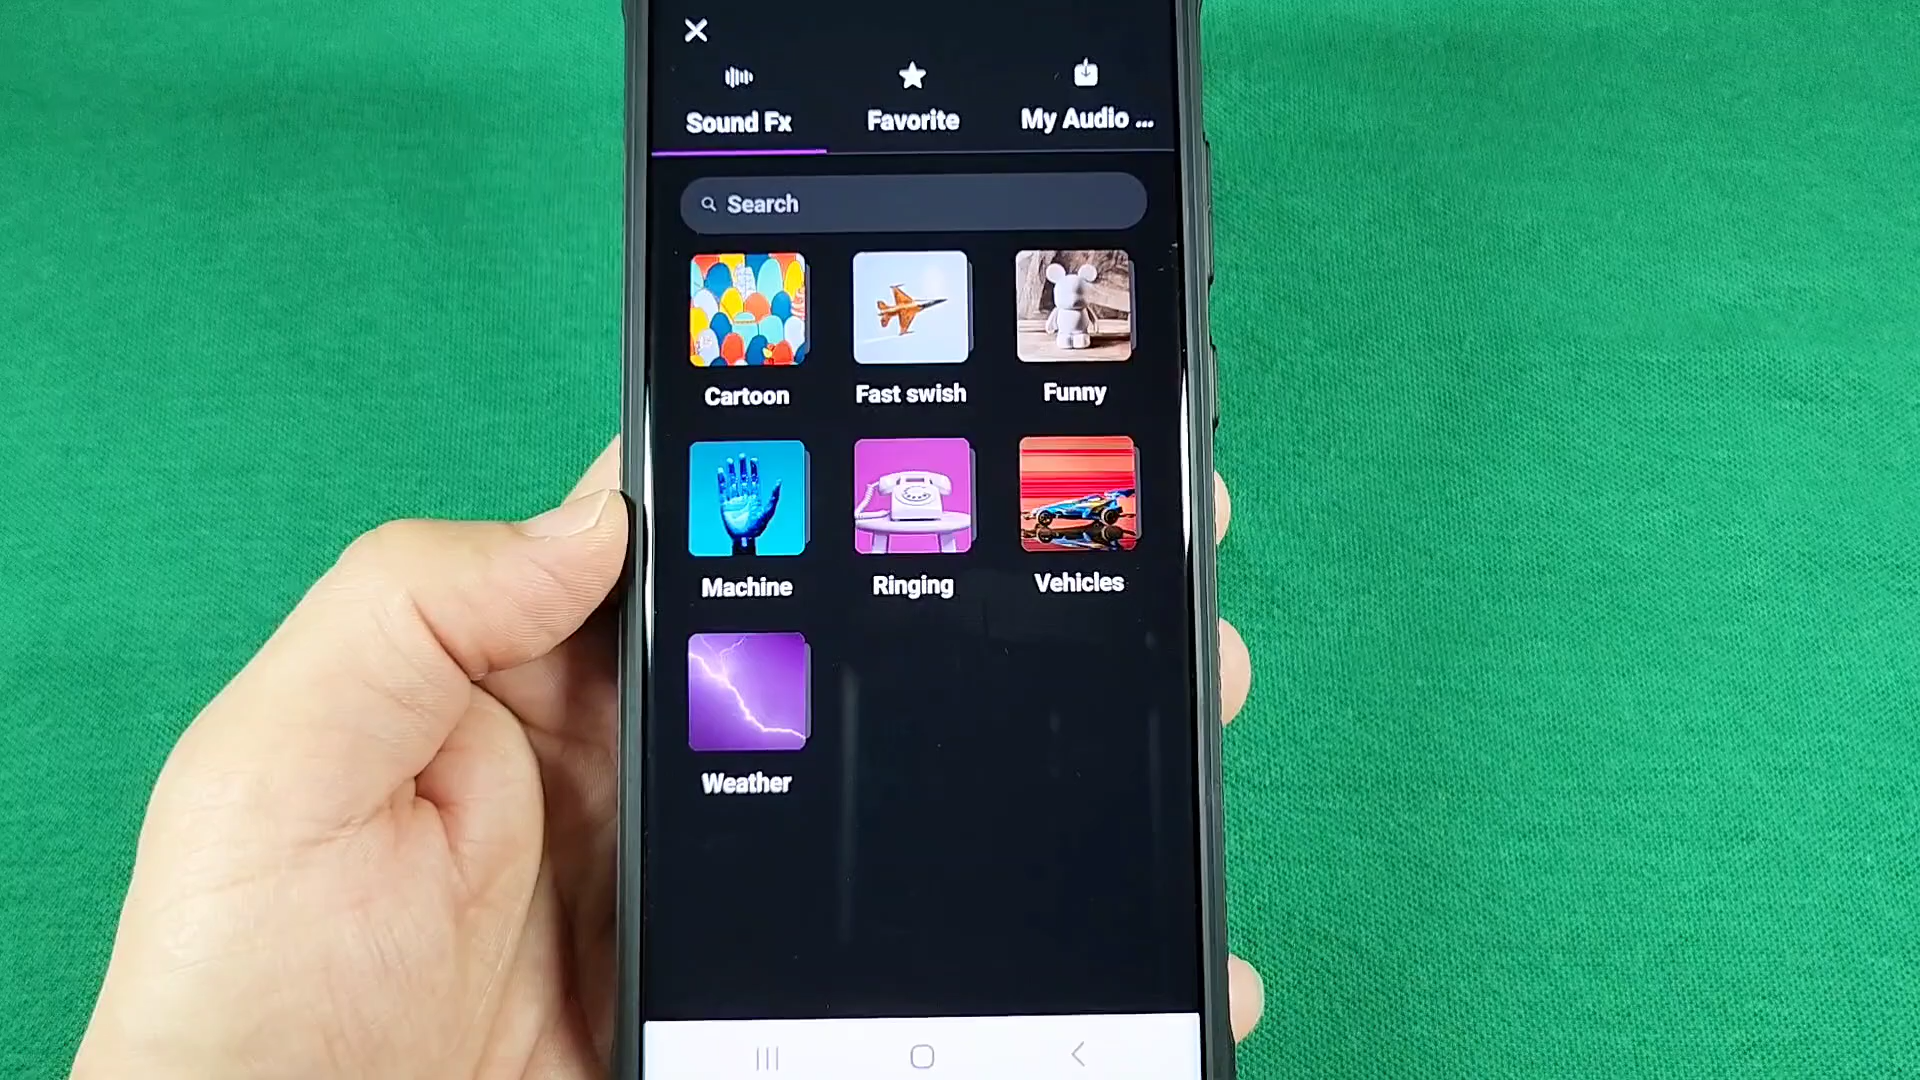 Sound Fx
Favorite
My Audio ...
Search
Cartoon
Fast swish
Funny
Machine
Ringing
Vehicles
Weather